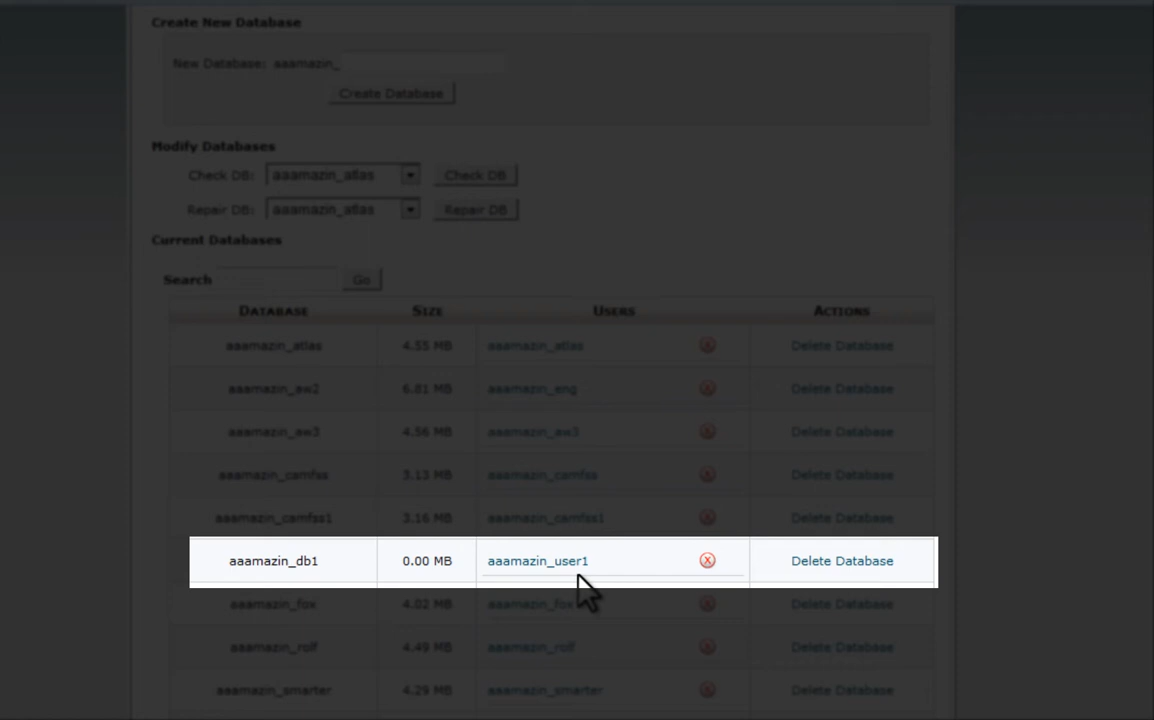 Create New Database
New Database: aaamazin_
Create Database
Modify Databases
Check DB: aaamazin_atlas Check DB
Repair DB: aaamazin_atlas Repair DB
Current Databases
Search Go
DATABASE SIZE USERS ACTIONS
aaamazin_atlas 4.55 MB aaamazin_atlas Delete Database
aaamazin_aw2 6.81 MB aaamazin_eng Delete Database
aaamazin_aw3 4.56 MB aaamazin_aw3 Delete Database
aaamazin_camfss 3.13 MB aaamazin_camfss Delete Database
aaamazin_camfss1 3.16 MB aaamazin_camfss1 Delete Database
aaamazin_db1 0.00 MB aaamazin_user1 Delete Database
aaamazin_fox 4.02 MB aaamazin_fox Delete Database
aaamazin_rolf 4.49 MB aaamazin_rolf Delete Database
aaamazin_smarter 4.29 MB aaamazin_smarter Delete Database